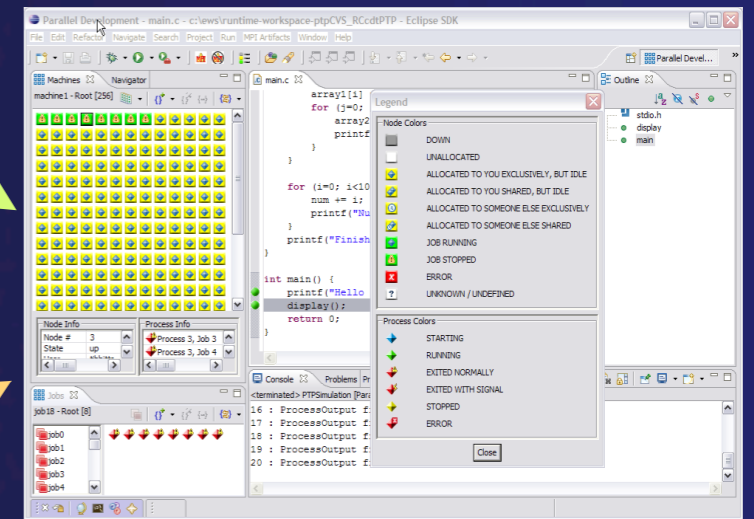 Parallel Development - main.c - c:\ews\runtime-workspace-ptpCVS_RCcdtPTP - Eclipse SDK
File Edit Refactor Navigate Search Project Run MPI Artifacts Window Help
Parallel Devel...
Machines Navigator
machine1 - Root [256]
main.c
array1[i]
for (j=0;
array2
printf
}
}
for (i=0; i<10
num += i;
printf("Nu
}
printf("Finish
}
int main() {
printf("Hello
display();
return 0;
}
Legend
Node Colors
DOWN
UNALLOCATED
ALLOCATED TO YOU EXCLUSIVELY, BUT IDLE
ALLOCATED TO YOU SHARED, BUT IDLE
ALLOCATED TO SOMEONE ELSE EXCLUSIVELY
ALLOCATED TO SOMEONE ELSE SHARED
JOB RUNNING
JOB STOPPED
ERROR
UNKNOWN / UNDEFINED
Process Colors
STARTING
RUNNING
EXITED NORMALLY
EXITED WITH SIGNAL
STOPPED
ERROR
Close
Outline
stdio.h
display
main
Node Info
Node # 3
State up
Process Info
Process 3, Job 3
Process 3, Job 4
Jobs
job18 - Root [8]
job0
job1
job2
job3
job4
Console Problems Pr
<terminated> PTPSimulation [Para
16 : ProcessOutput f
17 : ProcessOutput f
18 : ProcessOutput f
19 : ProcessOutput f
20 : ProcessOutput f